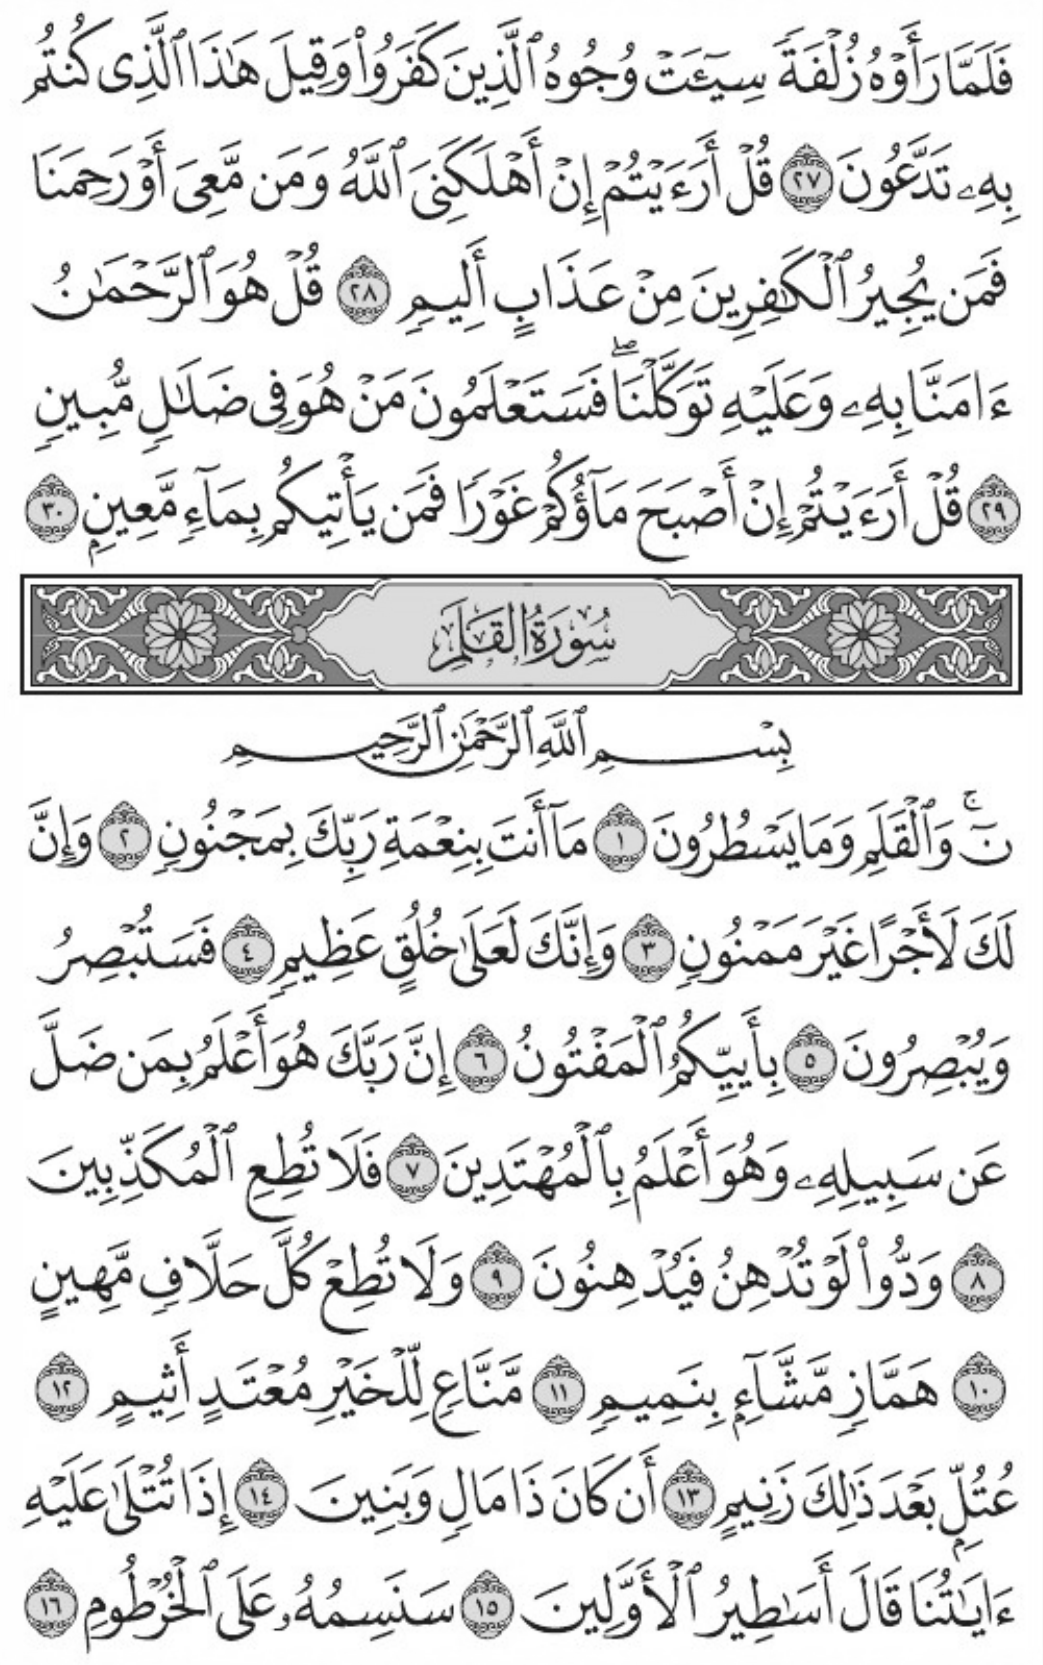 فَلَمَّا رَأَوْهُ زُلْفَةً سِيٓـَٔتْ وُجُوهُ ٱلَّذِينَ كَفَرُوا۟ وَقِيلَ هَـٰذَا ٱلَّذِى كُنتُم
بِهِۦ تَدَّعُونَ ٢٧ قُلْ أَرَءَيْتُمْ إِنْ أَهْلَكَنِىَ ٱللَّهُ وَمَن مَّعِىَ أَوْ رَحِمَنَا
فَمَن يُجِيرُ ٱلْكَـٰفِرِينَ مِنْ عَذَابٍ أَلِيمٍ ٢٨ قُلْ هُوَ ٱلرَّحْمَـٰنُ
ءَامَنَّا بِهِۦ وَعَلَيْهِ تَوَكَّلْنَا ۖ فَسَتَعْلَمُونَ مَنْ هُوَ فِى ضَلَـٰلٍ مُّبِينٍ
٢٩ قُلْ أَرَءَيْتُمْ إِنْ أَصْبَحَ مَآؤُكُمْ غَوْرًا فَمَن يَأْتِيكُم بِمَآءٍ مَّعِينٍۭ ٣٠
سُورَةُ القَلَمِ
بِسْمِ ٱللَّهِ ٱلرَّحْمَـٰنِ ٱلرَّحِيمِ
نٓ ۚ وَٱلْقَلَمِ وَمَا يَسْطُرُونَ ١ مَآ أَنتَ بِنِعْمَةِ رَبِّكَ بِمَجْنُونٍ ٢ وَإِنَّ
لَكَ لَأَجْرًا غَيْرَ مَمْنُونٍ ٣ وَإِنَّكَ لَعَلَىٰ خُلُقٍ عَظِيمٍ ٤ فَسَتُبْصِرُ
وَيُبْصِرُونَ ٥ بِأَييِّكُمُ ٱلْمَفْتُونُ ٦ إِنَّ رَبَّكَ هُوَ أَعْلَمُ بِمَن ضَلَّ
عَن سَبِيلِهِۦ وَهُوَ أَعْلَمُ بِٱلْمُهْتَدِينَ ٧ فَلَا تُطِعِ ٱلْمُكَذِّبِينَ
٨ وَدُّوا۟ لَوْ تُدْهِنُ فَيُدْهِنُونَ ٩ وَلَا تُطِعْ كُلَّ حَلَّافٍ مَّهِينٍ
١٠ هَمَّازٍ مَّشَّآءٍۭ بِنَمِيمٍ ١١ مَّنَّاعٍ لِّلْخَيْرِ مُعْتَدٍ أَثِيمٍ ١٢
عُتُلٍّۭ بَعْدَ ذَٰلِكَ زَنِيمٍ ١٣ أَن كَانَ ذَا مَالٍ وَبَنِينَ ١٤ إِذَا تُتْلَىٰ عَلَيْهِ
ءَايَـٰتُنَا قَالَ أَسَـٰطِيرُ ٱلْأَوَّلِينَ ١٥ سَنَسِمُهُۥ عَلَى ٱلْخُرْطُومِ ١٦